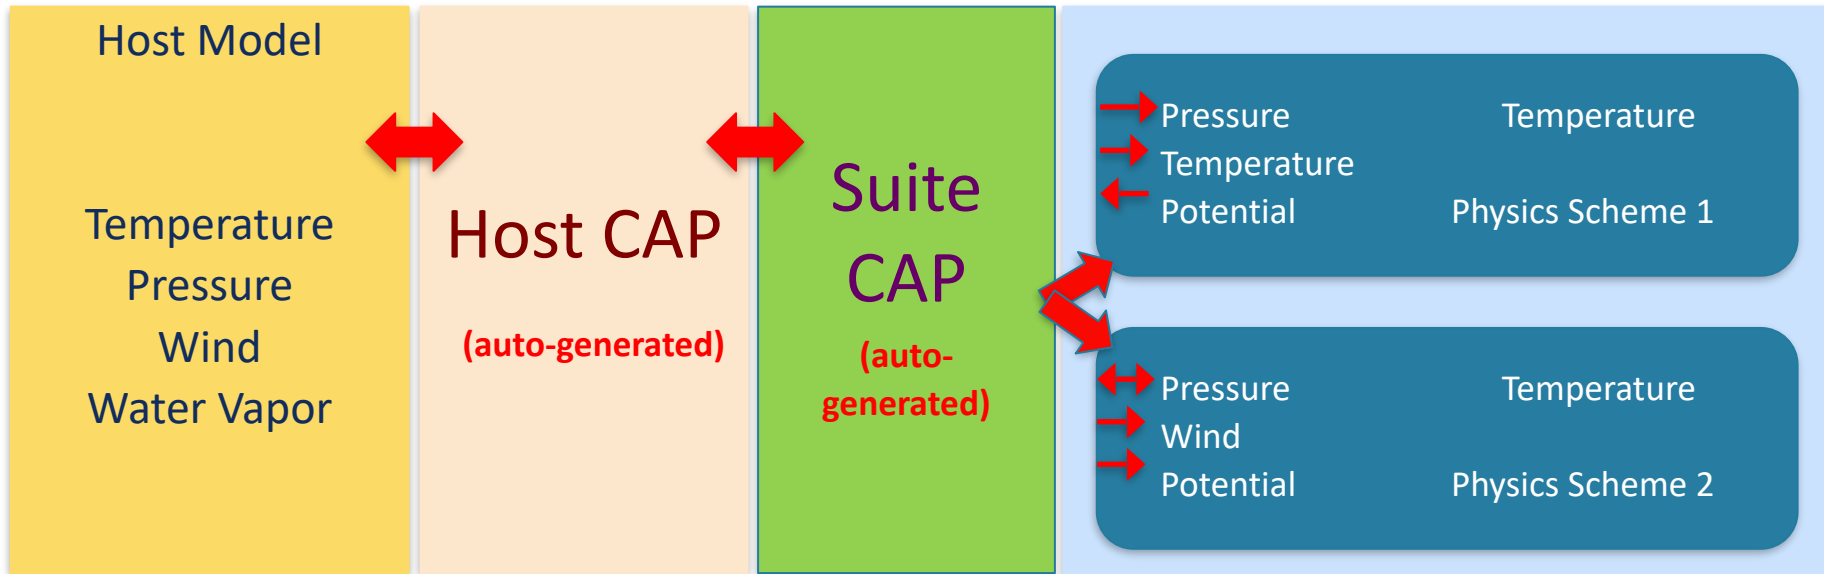 Host Model
Temperature
Pressure
Wind
Water Vapor
Host CAP
(auto-generated)
Suite
CAP
(auto-
generated)
Pressure Temperature
Temperature
Potential Physics Scheme 1
Pressure Temperature
Wind
Potential Physics Scheme 2